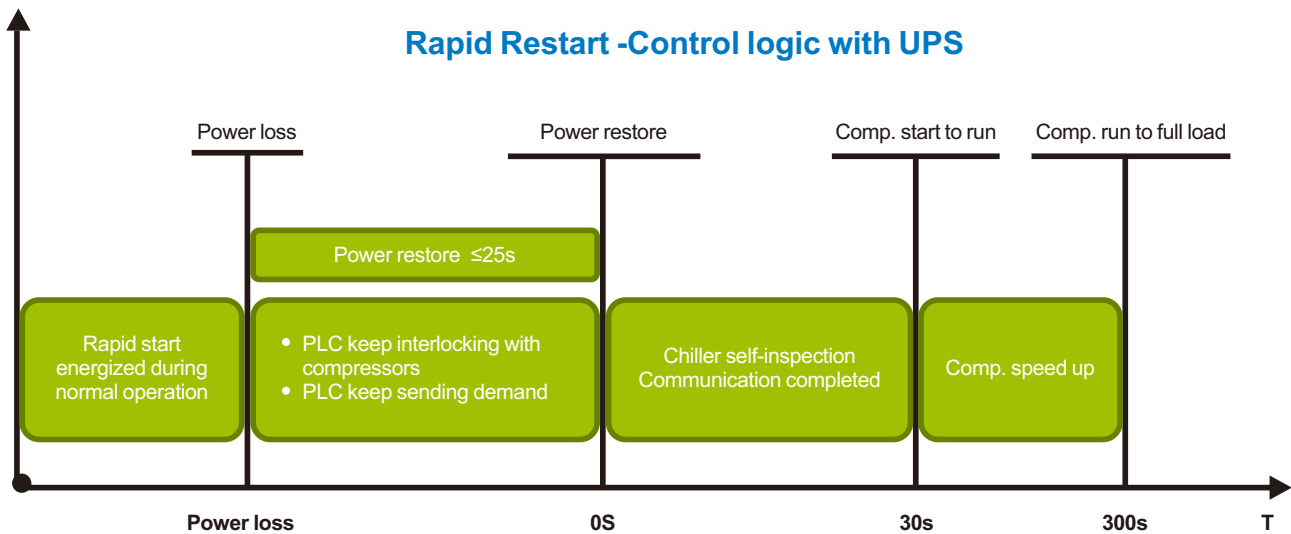 Rapid Restart -Control logic with UPS
Power loss
Power restore
Comp. start to run
Comp. run to full load
Power restore ≤25s
Rapid start
energized during
normal operation
• PLC keep interlocking with
compressors
• PLC keep sending demand
Chiller self-inspection
Communication completed
Comp. speed up
Power loss
0S
30s
300s
T